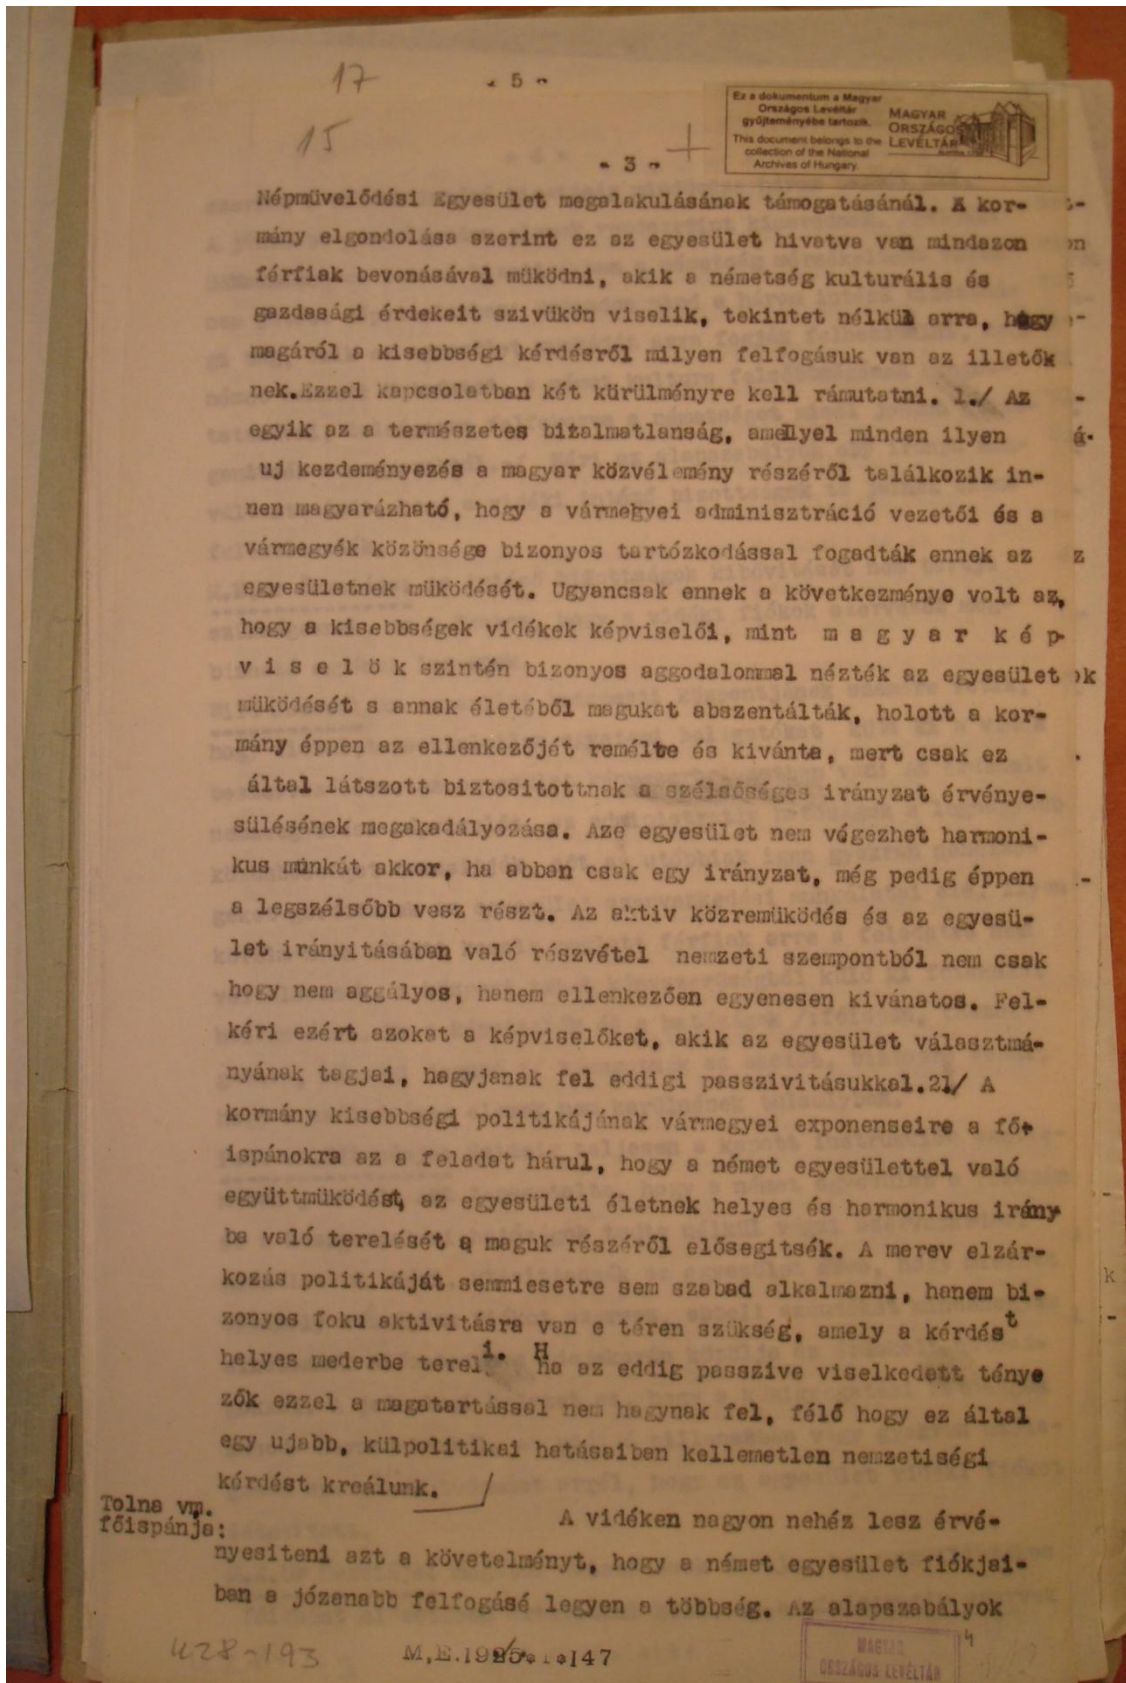 17
- 5 -
15
Ez a dokumentum a Magyar
Országos Levéltár
gyűjteményébe tartozik.
This document belongs to the
collection of the National
Archives of Hungary.
MAGYAR
ORSZÁGOS
LEVÉLTÁR
- 3 -
Népmüvelődési Egyesület megalakulásának támogatásánál. A kor-
mány elgondolása szerint ez az egyesület hivatva van mindazon
férfiak bevonásával müködni, akik a németség kulturális és
gazdasági érdekeit szivükön viselik, tekintet nélkül arra, hogy
magáról a kisebbségi kérdésről milyen felfogásuk van az illetők
nek.Ezzel kapcsolatban két körülményre kell rámutatni. 1./ Az
egyik az a természetes bizalmatlanság, amellyel minden ilyen
uj kezdeményezés a magyar közvélemény részéről találkozik in-
nen magyarázható, hogy a vármegyei adminisztráció vezetői és a
vármegyék közönsége bizonyos tartózkodással fogadták ennek az
egyesületnek müködését. Ugyancsak ennek a következménye volt az,
hogy a kisebbségek vidékek képviselői, mint m a g y a r k é p-
v i s e l ö k szintén bizonyos aggodalommal nézték az egyesület
müködését s annak életéből magukat abszentálták, holott a kor-
mány éppen az ellenkezőjét remélte és kivánta, mert csak ez
által látszott biztositottnak a szélsőséges irányzat érvénye-
sülésének megakadályozása. Aze egyesület nem végezhet harmoni-
kus munkát akkor, ha abban csak egy irányzat, még pedig éppen
a legszélsőbb vesz részt. Az aktiv közremüködés és az egyesü-
let irányitásában való részvétel nemzeti szempontból nem csak
hogy nem aggályos, hanem ellenkezően egyenesen kivánatos. Fel-
kéri ezért azokat a képviselőket, akik az egyesület választmá-
nyának tagjai, hagyjanak fel eddigi passzivitásukkal.2/ A
kormány kisebbségi politikájának vármegyei exponenseire a fő-
ispánokra az a feladat hárul, hogy a német egyesülettel való
együttmüködést, az egyesületi életnek helyes és harmonikus irány
ba való terelését a maguk részéről elősegitsék. A merev elzár-
kozás politikáját semmiesetre sem szabad alkalmazni, hanem bi-
zonyos foku aktivitásra van e téren szükség, amely a kérdést
helyes mederbe tereli. Ha az eddig passzive viselkedett ténye
zők ezzel a magatartással nem hagynak fel, félő hogy ez által
egy ujabb, külpolitikai hatásaiban kellemetlen nemzetiségi
kérdést kreálunk.
Tolna vm.
főispánja:
A vidéken nagyon nehéz lesz érvé-
nyesiteni azt a követelményt, hogy a német egyesület fiókjai-
ban a józanabb felfogásé legyen a többség. Az alapszabályok
428-193
MAGYAR
ORSZÁGOS LEVÉLTÁR